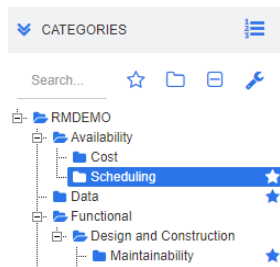 CATEGORIES
Search...
RMDEMO
Availability
Cost
Scheduling
Data
Functional
Design and Construction
Maintainability